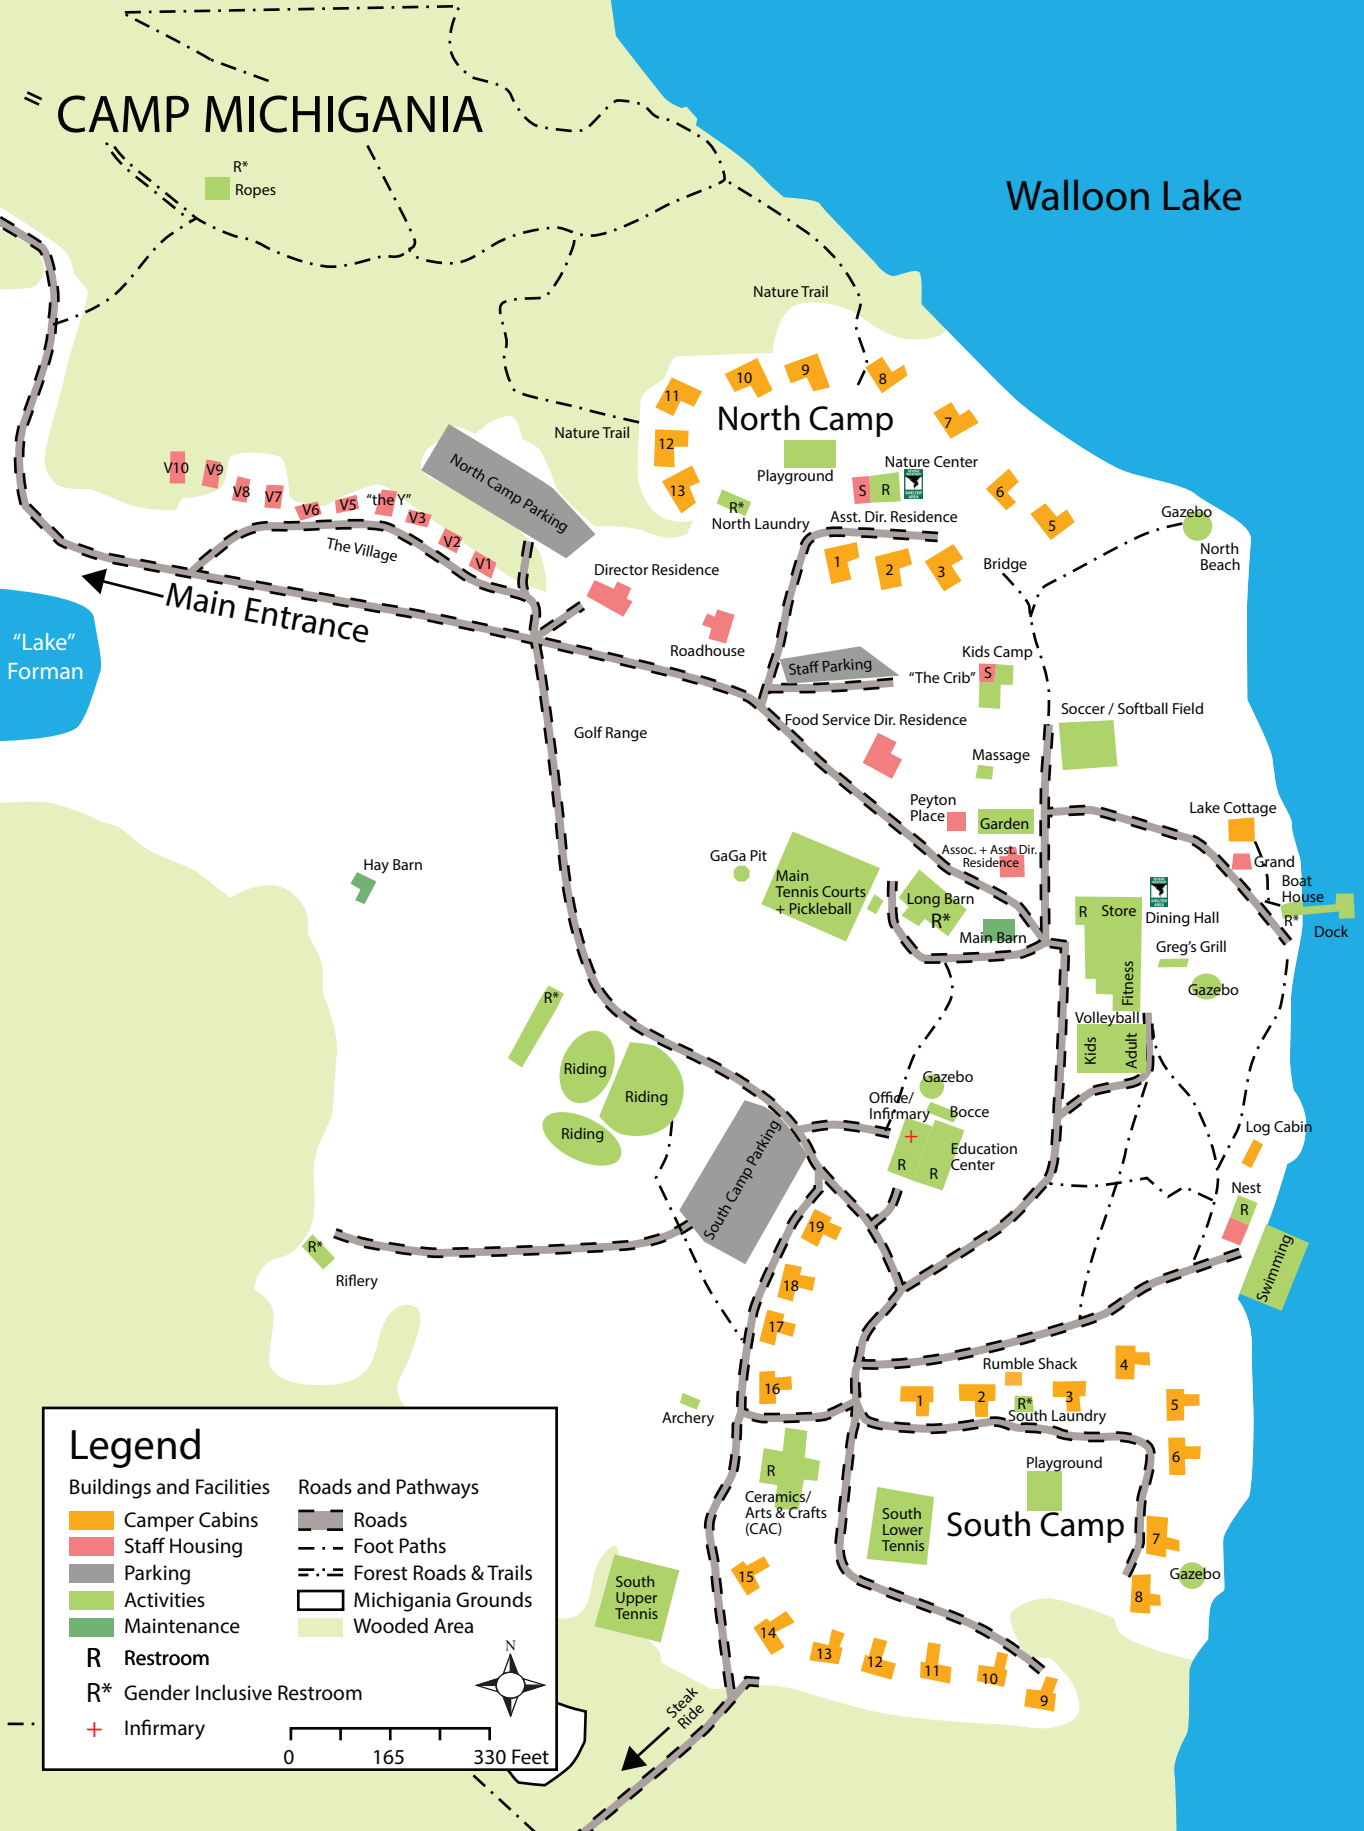 CAMP MICHIGANIA
R*
Ropes
Walloon Lake
Nature Trail
Nature Trail
North Camp
11
10
9
8
7
12
13
6
5
Playground
Nature Center
S
R
R*
North Laundry
Asst. Dir. Residence
1
2
3
Bridge
Gazebo
North
Beach
North Camp Parking
V10
V9
V8
V7
V6
V5
"the Y"
V3
V2
V1
The Village
Main Entrance
"Lake"
Forman
Director Residence
Roadhouse
Staff Parking
Kids Camp
"The Crib"
S
Golf Range
Food Service Dir. Residence
Soccer / Softball Field
Massage
Peyton
Place
Garden
Assoc. + Asst. Dir.
Residence
Lake Cottage
Grand
Boat
House
R*
Dock
Hay Barn
GaGa Pit
Main
Tennis Courts
+ Pickleball
Long Barn
R*
Main Barn
R
Store
Dining Hall
Greg's Grill
Fitness
Gazebo
Volleyball
Kids
Adult
R*
Riding
Riding
Riding
Gazebo
Office/
Infirmary
Bocce
R
R
Education
Center
South Camp Parking
Log Cabin
Nest
R
Swimming
R*
Riflery
19
18
17
16
Archery
Rumble Shack
1
2
3
4
5
6
7
8
R*
South Laundry
Playground
South Camp
Gazebo
R
Ceramics/
Arts & Crafts
(CAC)
South
Lower
Tennis
South
Upper
Tennis
15
14
13
12
11
10
9
Steak
Ride
Legend
Buildings and Facilities
Camper Cabins
Staff Housing
Parking
Activities
Maintenance
R Restroom
R* Gender Inclusive Restroom
+ Infirmary
Roads and Pathways
Roads
Foot Paths
Forest Roads & Trails
Michigania Grounds
Wooded Area
N
0 165 330 Feet